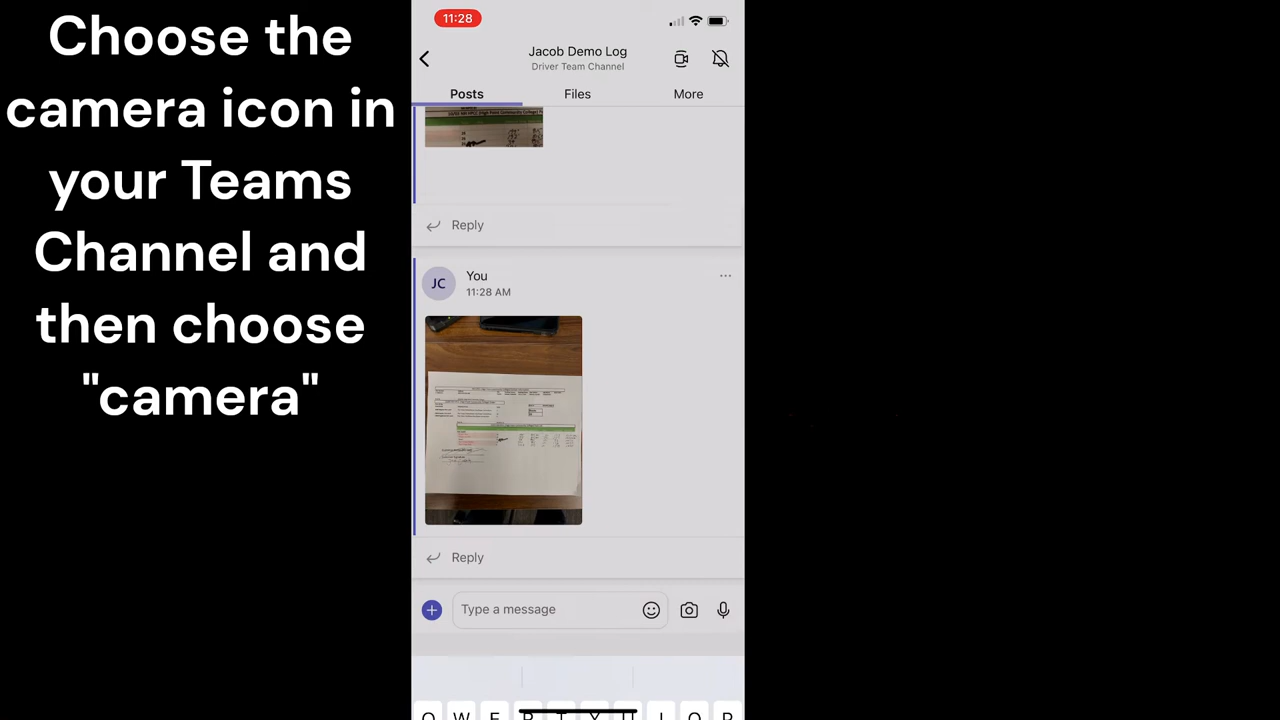 Choose the
camera icon in
your Teams
Channel and
then choose
"camera"
11:28
Jacob Demo Log
Driver Team Channel
Posts Files More
Reply
JC You
11:28 AM
Reply
Type a message
Q W E R T Y U I O P